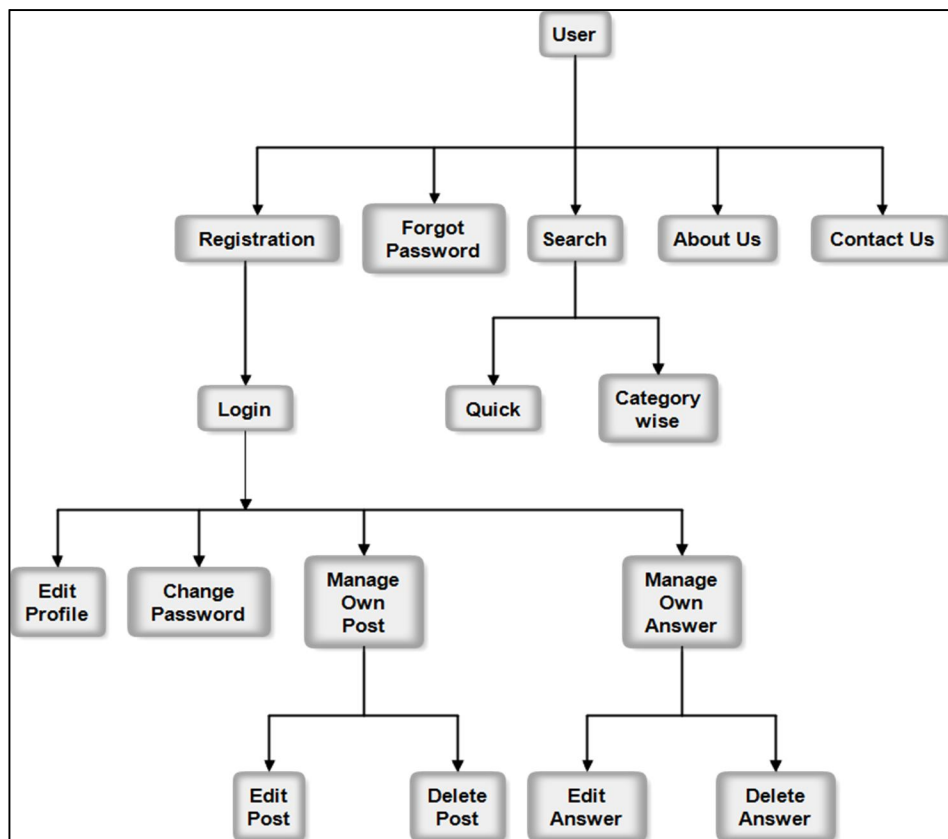 User
Registration
Forgot
Password
Search
About Us
Contact Us
Login
Quick
Category
wise
Edit
Profile
Change
Password
Manage
Own
Post
Manage
Own
Answer
Edit
Post
Delete
Post
Edit
Answer
Delete
Answer